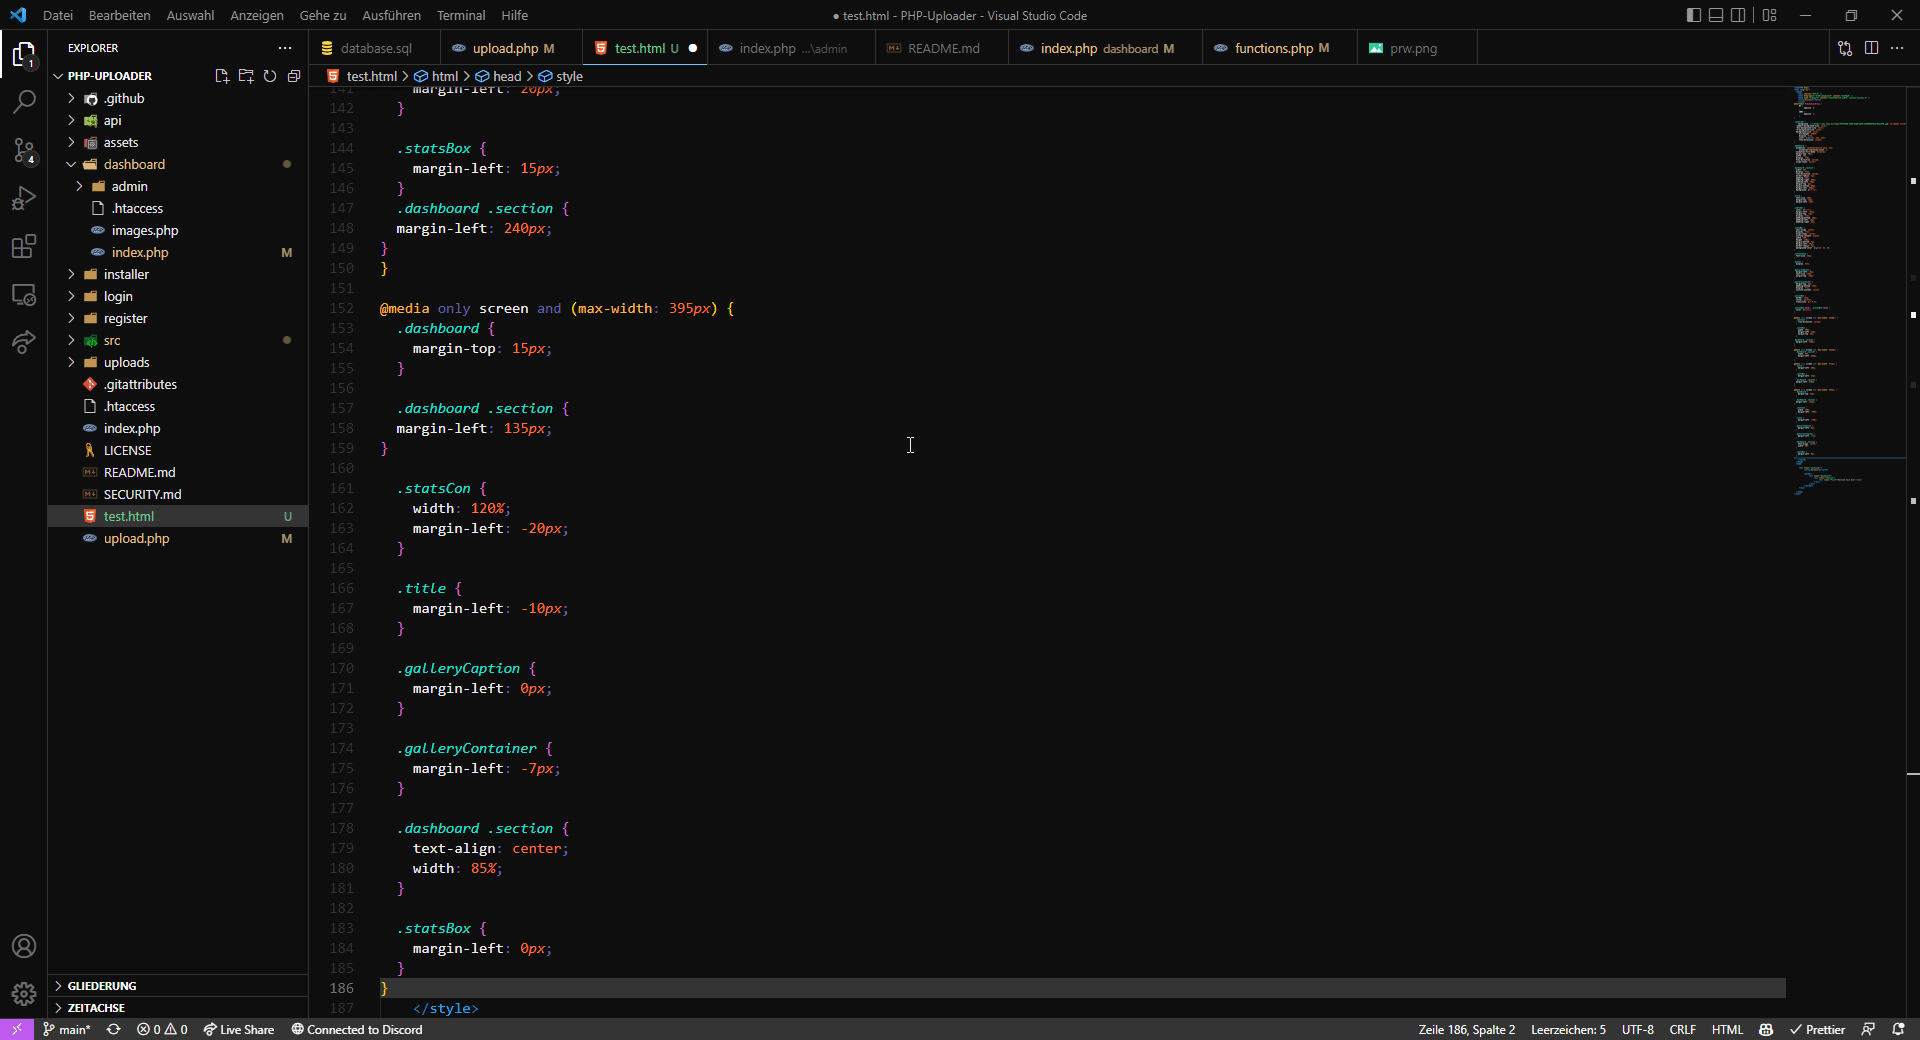 Datei Bearbeiten Auswahl Anzeigen Gehe zu Ausführen Terminal Hilfe
● test.html - PHP-Uploader - Visual Studio Code
EXPLORER
database.sql
upload.php M
test.html U
index.php ...\admin
README.md
index.php dashboard M
functions.php M
prw.png
test.html > html > head > style
1
4
PHP-UPLOADER
.github
api
assets
dashboard
admin
.htaccess
images.php
index.php M
installer
login
register
src
uploads
.gitattributes
.htaccess
index.php
LICENSE
README.md
SECURITY.md
test.html U
upload.php M
GLIEDERUNG
ZEITACHSE
141 margin-left: 20px;
142 }
143
144 .statsBox {
145 margin-left: 15px;
146 }
147 .dashboard .section {
148 margin-left: 240px;
149 }
150 }
151
152 @media only screen and (max-width: 395px) {
153 .dashboard {
154 margin-top: 15px;
155 }
156
157 .dashboard .section {
158 margin-left: 135px;
159 }
160
161 .statsCon {
162 width: 120%;
163 margin-left: -20px;
164 }
165
166 .title {
167 margin-left: -10px;
168 }
169
170 .galleryCaption {
171 margin-left: 0px;
172 }
173
174 .galleryContainer {
175 margin-left: -7px;
176 }
177
178 .dashboard .section {
179 text-align: center;
180 width: 85%;
181 }
182
183 .statsBox {
184 margin-left: 0px;
185 }
186 }
187 </style>
main* 0 0 Live Share Connected to Discord
Zeile 186, Spalte 2 Leerzeichen: 5 UTF-8 CRLF HTML Prettier